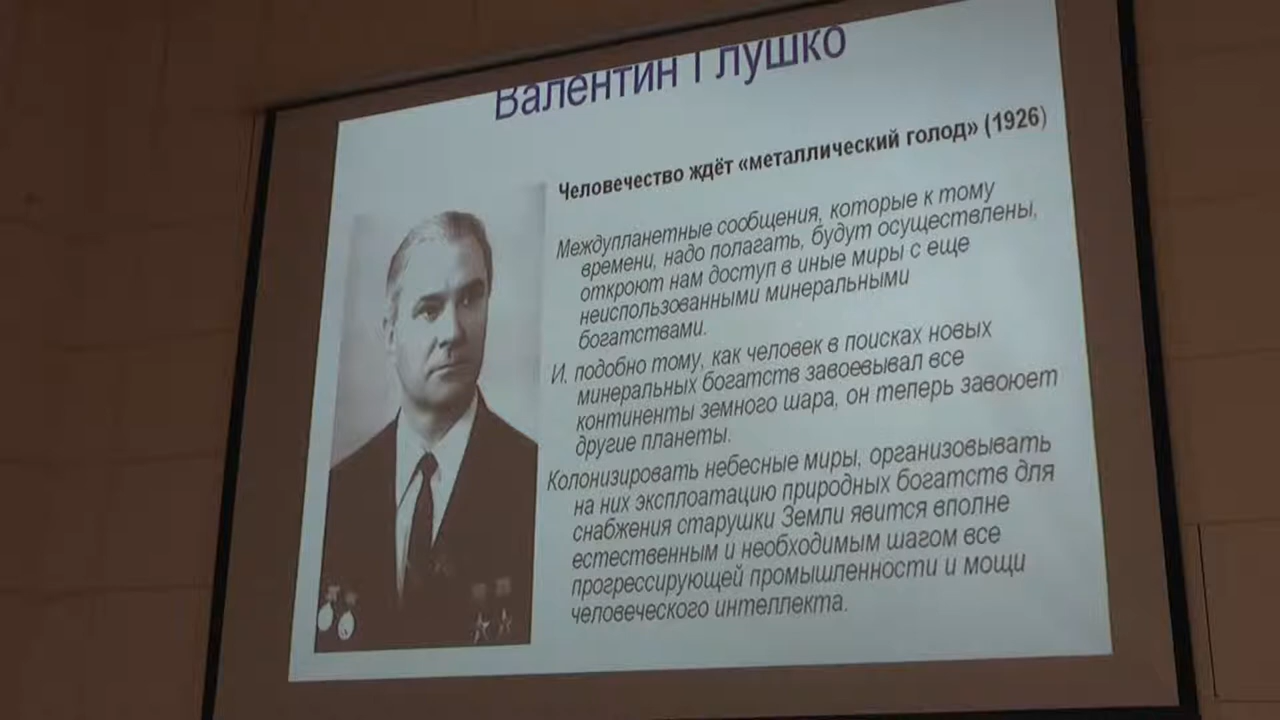 Валентин Глушко
Человечество ждёт «металлический голод» (1926)
Междупланетные сообщения, которые к тому
времени, надо полагать, будут осуществлены,
откроют нам доступ в иные миры с еще
неиспользованными минеральными
богатствами.
И, подобно тому, как человек в поисках новых
минеральных богатств завоевывал все
континенты земного шара, он теперь завоюет
другие планеты.
Колонизировать небесные миры, организовывать
на них эксплоатацию природных богатств для
снабжения старушки Земли явится вполне
естественным и необходимым шагом все
прогрессирующей промышленности и мощи
человеческого интеллекта.